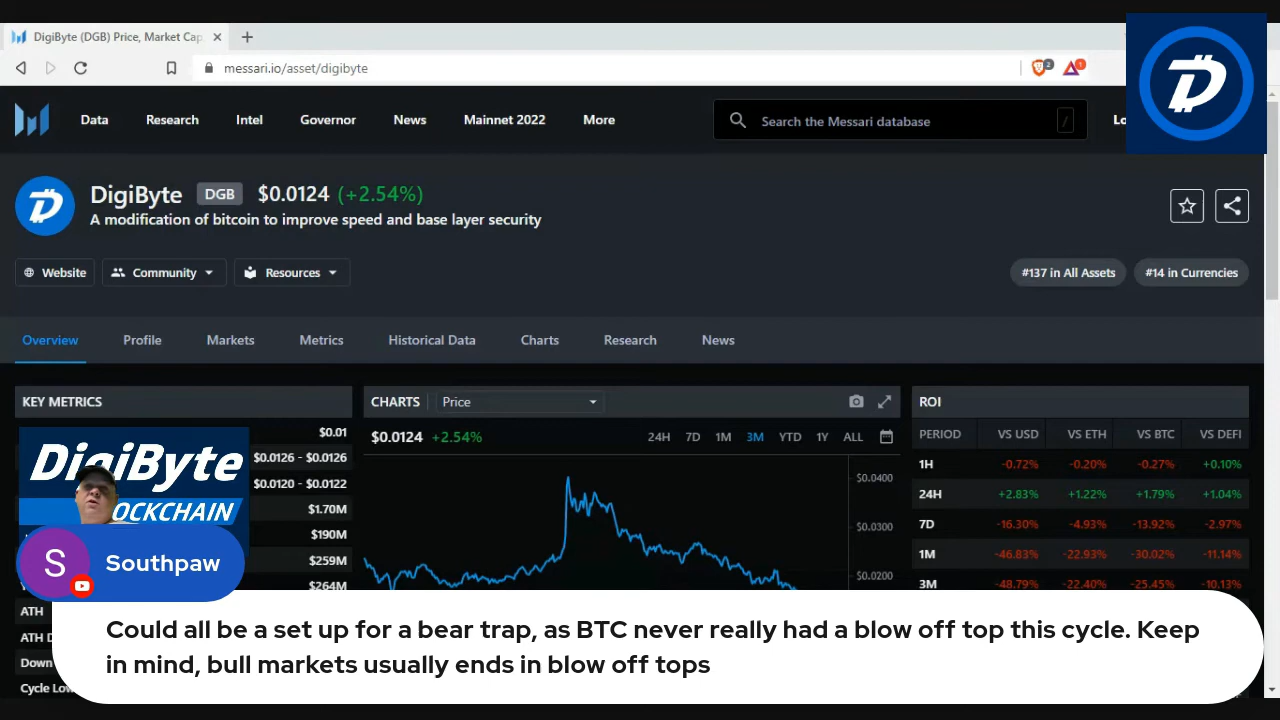 DigiByte (DGB) Price, Market Cap,
messari.io/asset/digibyte
2
1
Data Research Intel Governor News Mainnet 2022 More
Search the Messari database /
Lo
DigiByte DGB $0.0124 (+2.54%)
A modification of bitcoin to improve speed and base layer security
Website Community Resources
#137 in All Assets #14 in Currencies
Overview Profile Markets Metrics Historical Data Charts Research News
KEY METRICS
$0.01
$0.0126 - $0.0126
$0.0120 - $0.0122
$1.70M
$190M
$259M
$264M
ATH
ATH D
Down
Cycle Low
DigiByte
OCKCHAIN
CHARTS Price
$0.0124 +2.54% 24H 7D 1M 3M YTD 1Y ALL
$0.0400
$0.0300
$0.0200
ROI
PERIOD VS USD VS ETH VS BTC VS DEFI
1H -0.72% -0.20% -0.27% +0.10%
24H +2.83% +1.22% +1.79% +1.04%
7D -16.30% -4.93% -13.92% -2.97%
1M -46.83% -22.93% -30.02% -11.14%
3M -48.79% -22.40% -25.45% -10.13%
S Southpaw
Could all be a set up for a bear trap, as BTC never really had a blow off top this cycle. Keep
in mind, bull markets usually ends in blow off tops